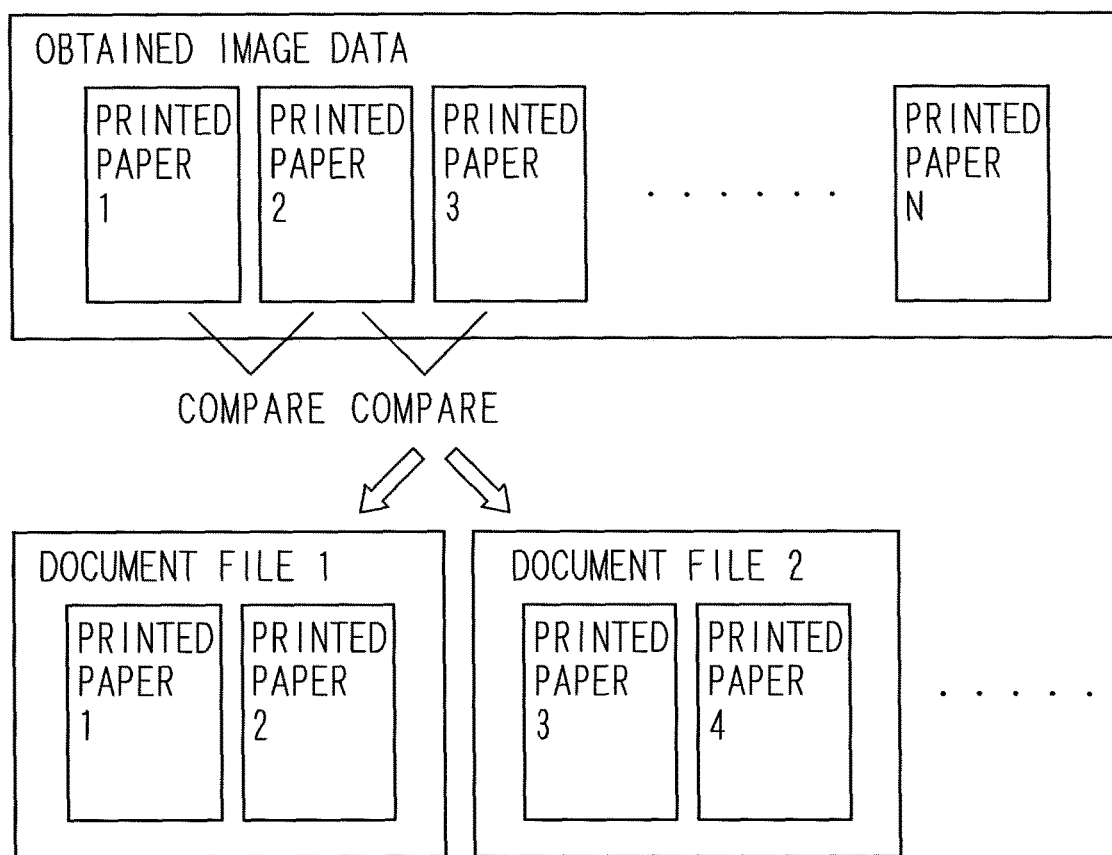 OBTAINED IMAGE DATA
PRINTED
PAPER
1
PRINTED
PAPER
2
PRINTED
PAPER
3
. . . . . .
PRINTED
PAPER
N
COMPARE COMPARE
DOCUMENT FILE 1
PRINTED
PAPER
1
PRINTED
PAPER
2
DOCUMENT FILE 2
PRINTED
PAPER
3
PRINTED
PAPER
4
. . . . .